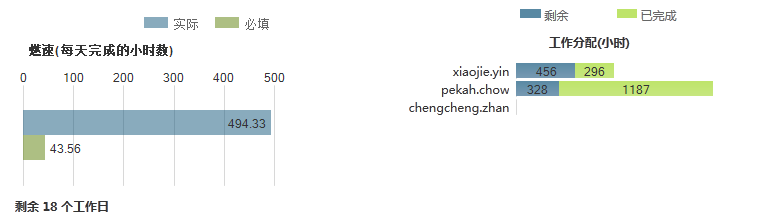 实际 必填
燃速(每天完成的小时数)
0 100 200 300 400 500
494.33
43.56
剩余 18 个工作日
剩余 已完成
工作分配(小时)
xiaojie.yin 456 296
pekah.chow 328 1187
chengcheng.zhan